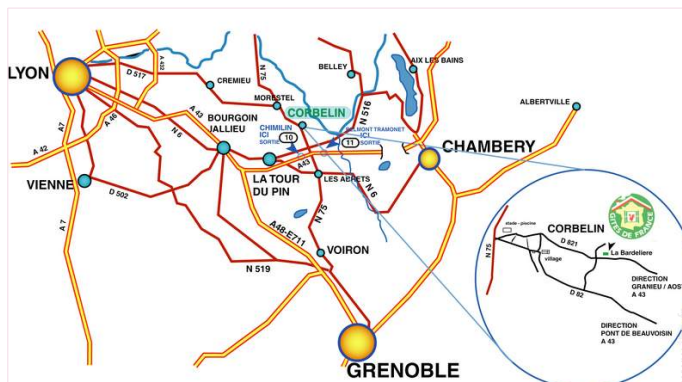 LYON
A 432
D 517
CREMIEU
N 75
MORESTEL
BELLEY
AIX LES BAINS
N 516
ALBERTVILLE
CORBELIN
A7
A 46
A 43
N 6
BOURGOIN
JALLIEU
CHIMILIN
ICI
SORTIE
10
BELMONT TRAMONET
ICI
SORTIE
11
CHAMBERY
A 42
VIENNE
A43
LA TOUR
DU PIN
LES ABRETS
N 6
D 502
A 7
A48-E711
N 75
VOIRON
N 519
GRENOBLE
GITES DE FRANCE
CORBELIN
stade - piscine
D 821
La Bardeliere
N 75
village
D 82
DIRECTION
GRANIEU / AOST
A 43
DIRECTION
PONT DE BEAUVOISIN
A 43